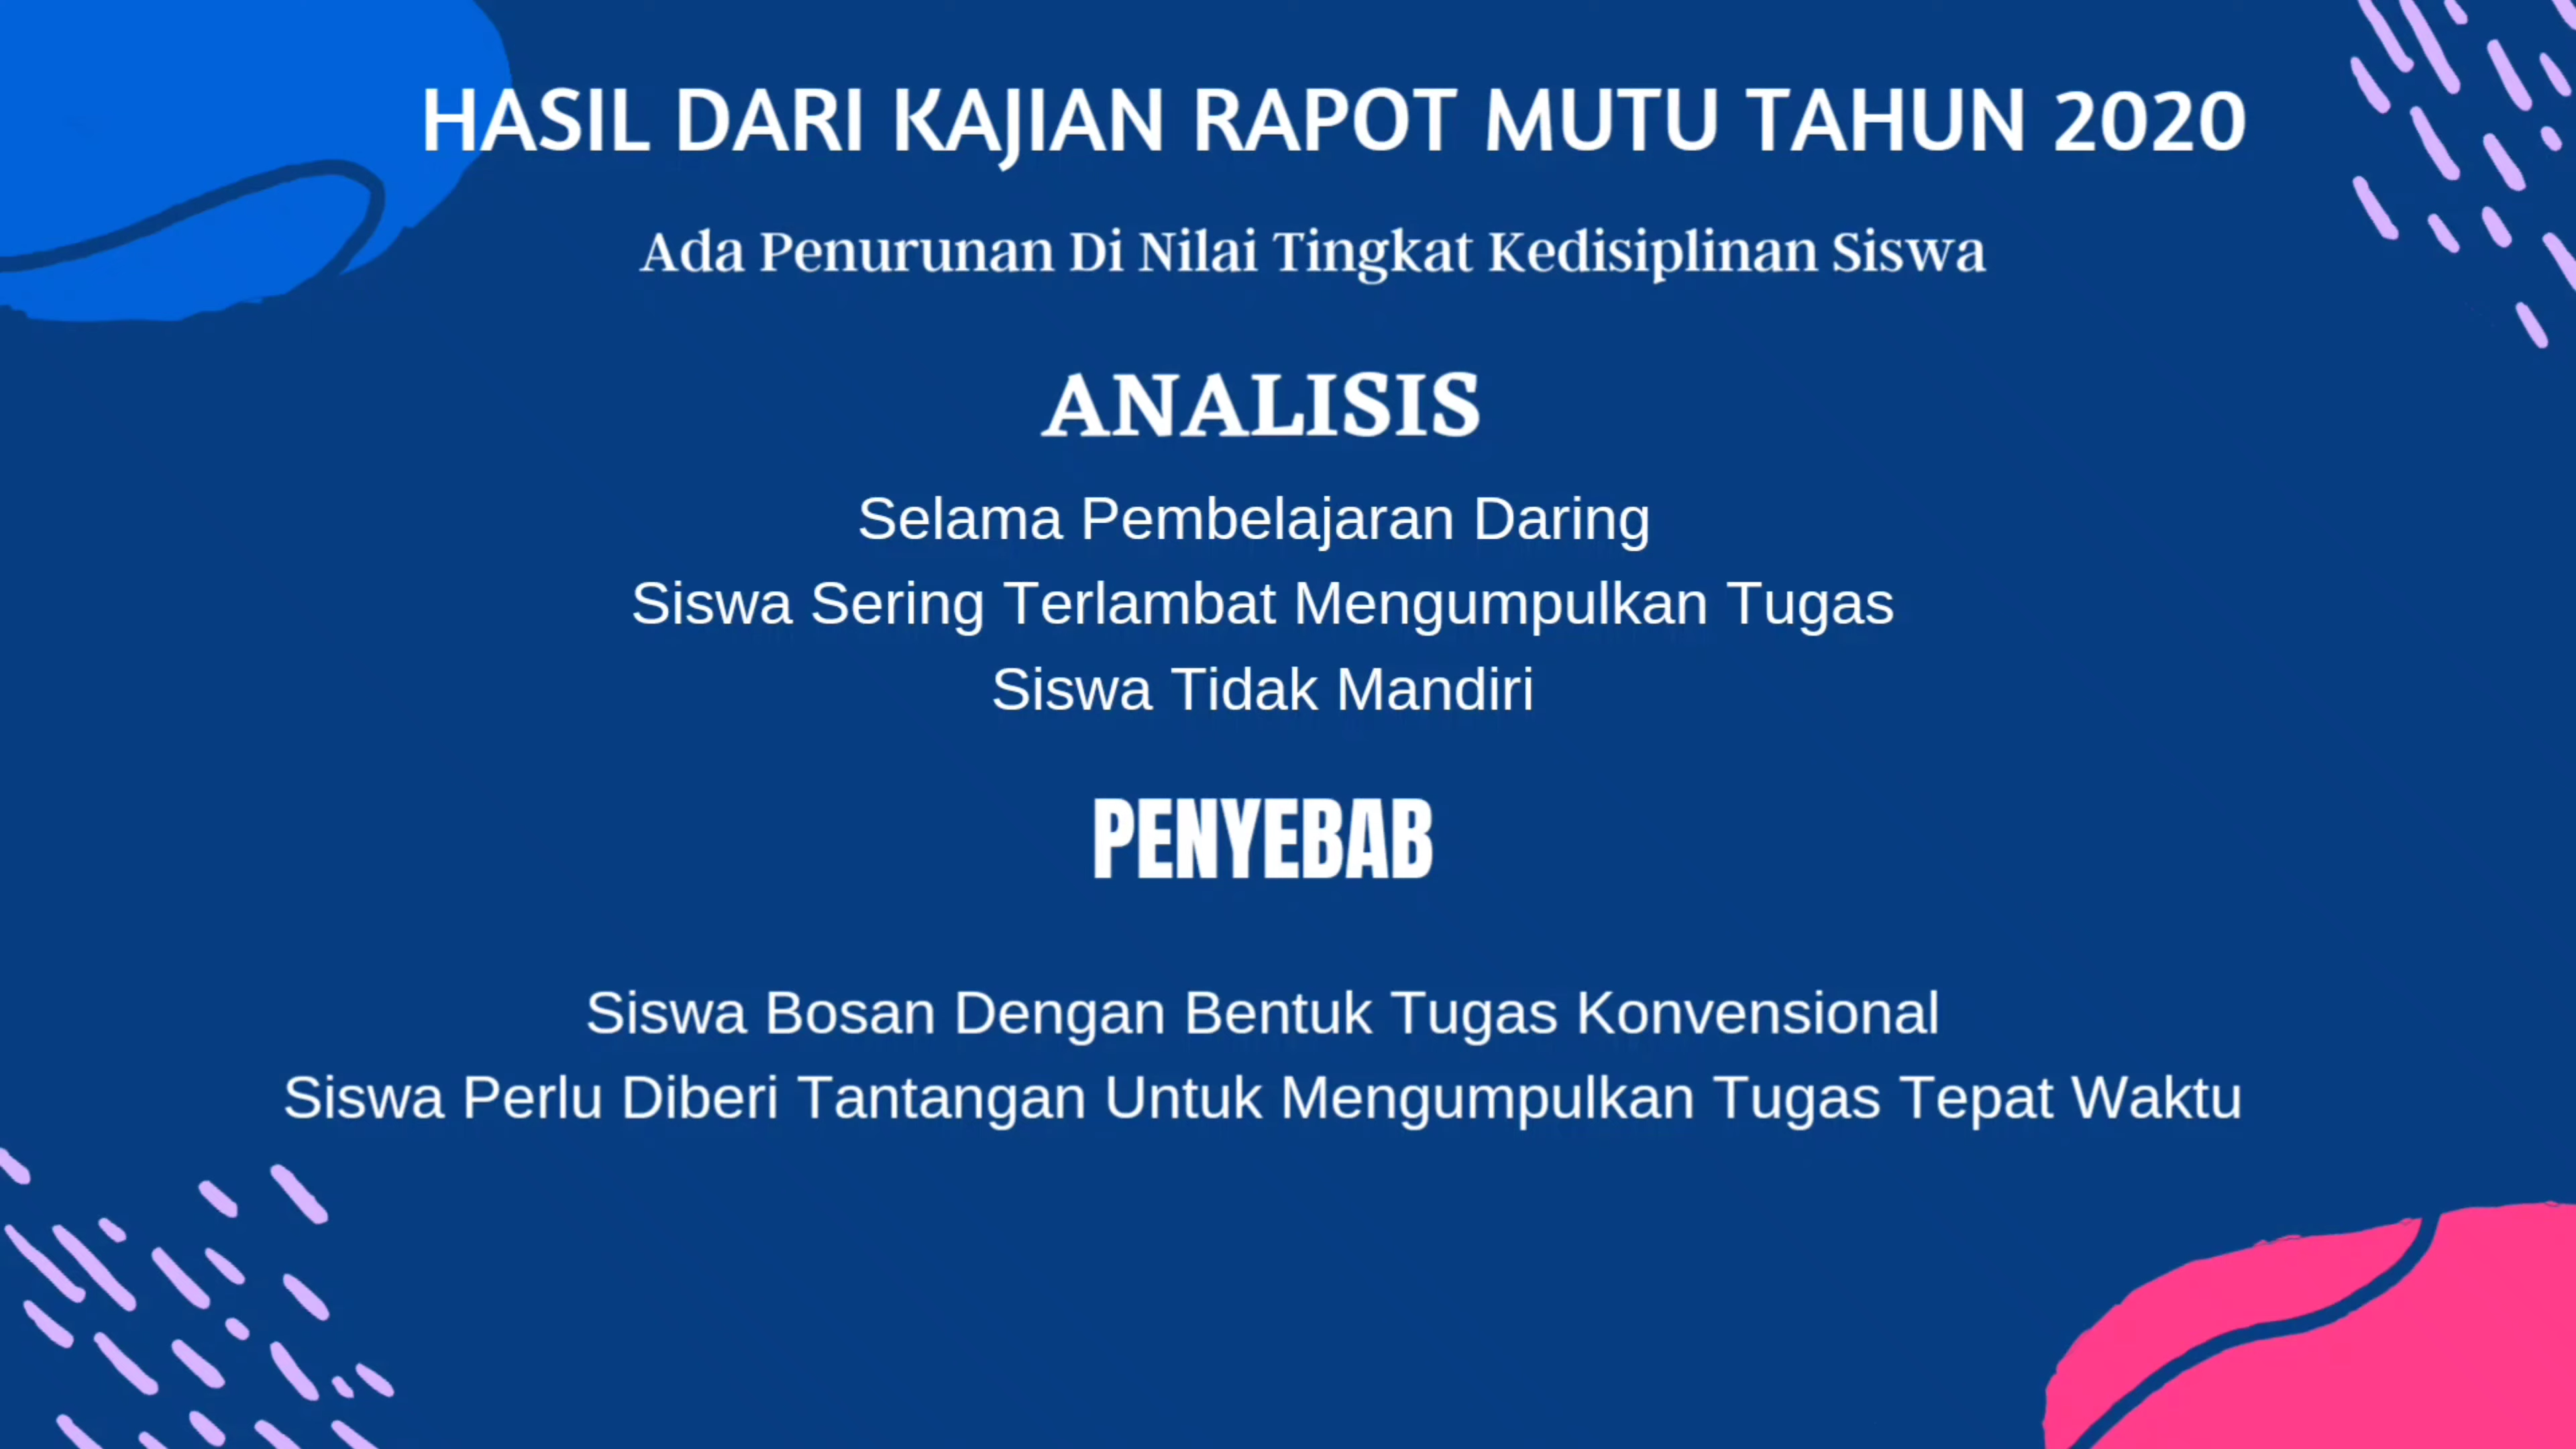 HASIL DARI KAJIAN RAPOT MUTU TAHUN 2020
Ada Penurunan Di Nilai Tingkat Kedisiplinan Siswa
ANALISIS
Selama Pembelajaran Daring
Siswa Sering Terlambat Mengumpulkan Tugas
Siswa Tidak Mandiri
PENYEBAB
Siswa Bosan Dengan Bentuk Tugas Konvensional
Siswa Perlu Diberi Tantangan Untuk Mengumpulkan Tugas Tepat Waktu